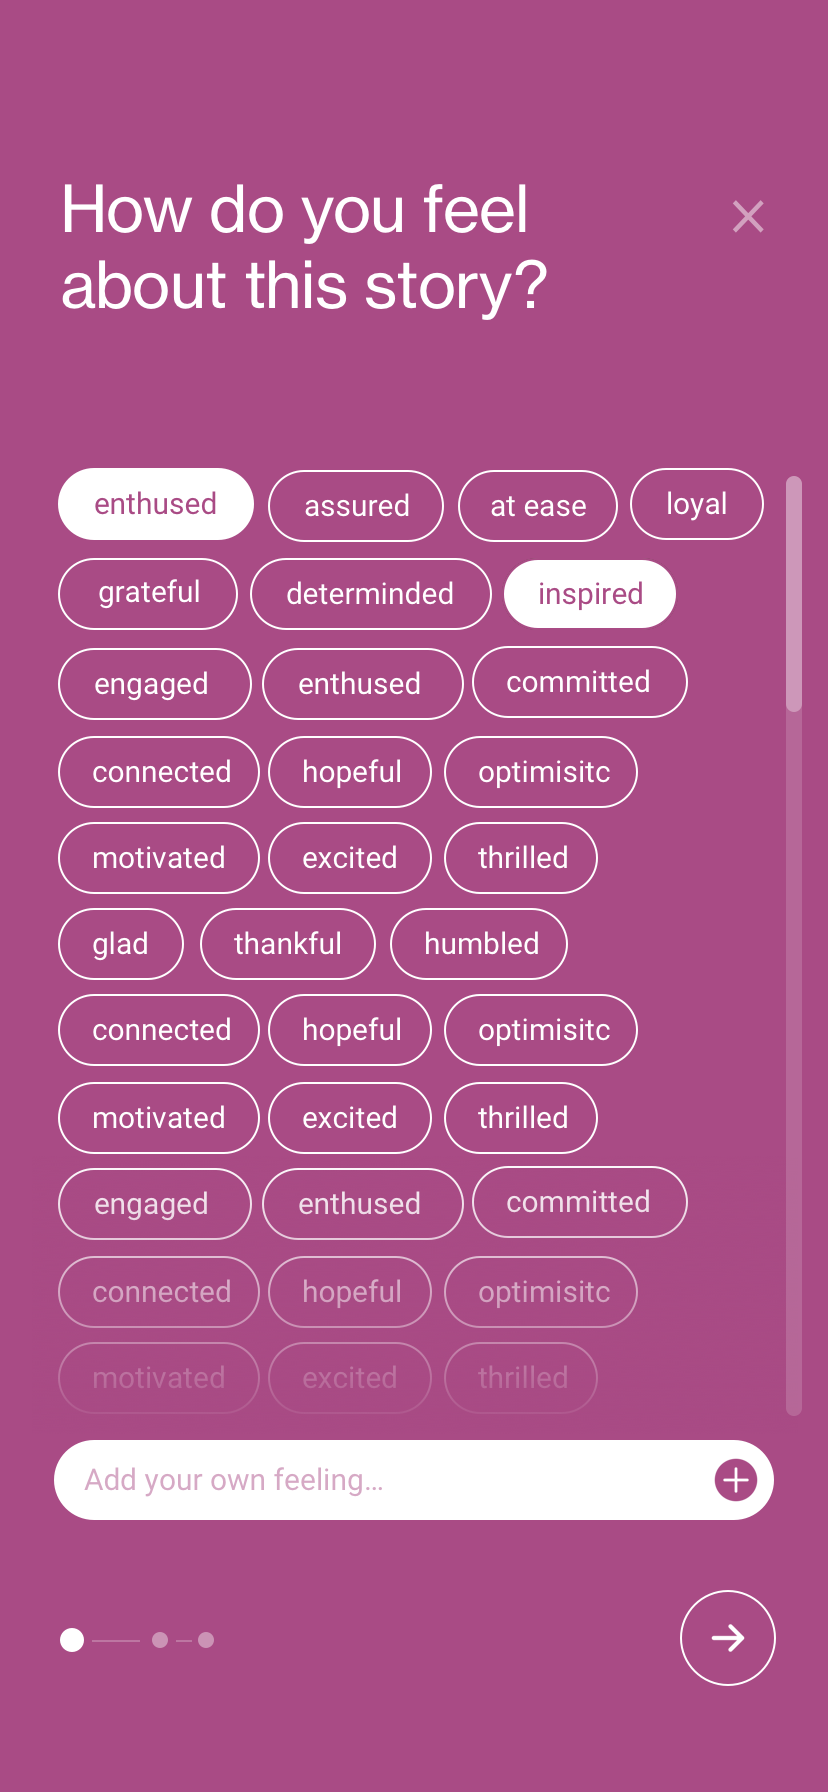 How do you feel
about this story?
enthused assured at ease loyal
grateful determinded inspired
engaged enthused committed
connected hopeful optimisitc
motivated excited thrilled
glad thankful humbled
connected hopeful optimisitc
motivated excited thrilled
engaged enthused committed
connected hopeful optimisitc
motivated excited thrilled
Add your own feeling...